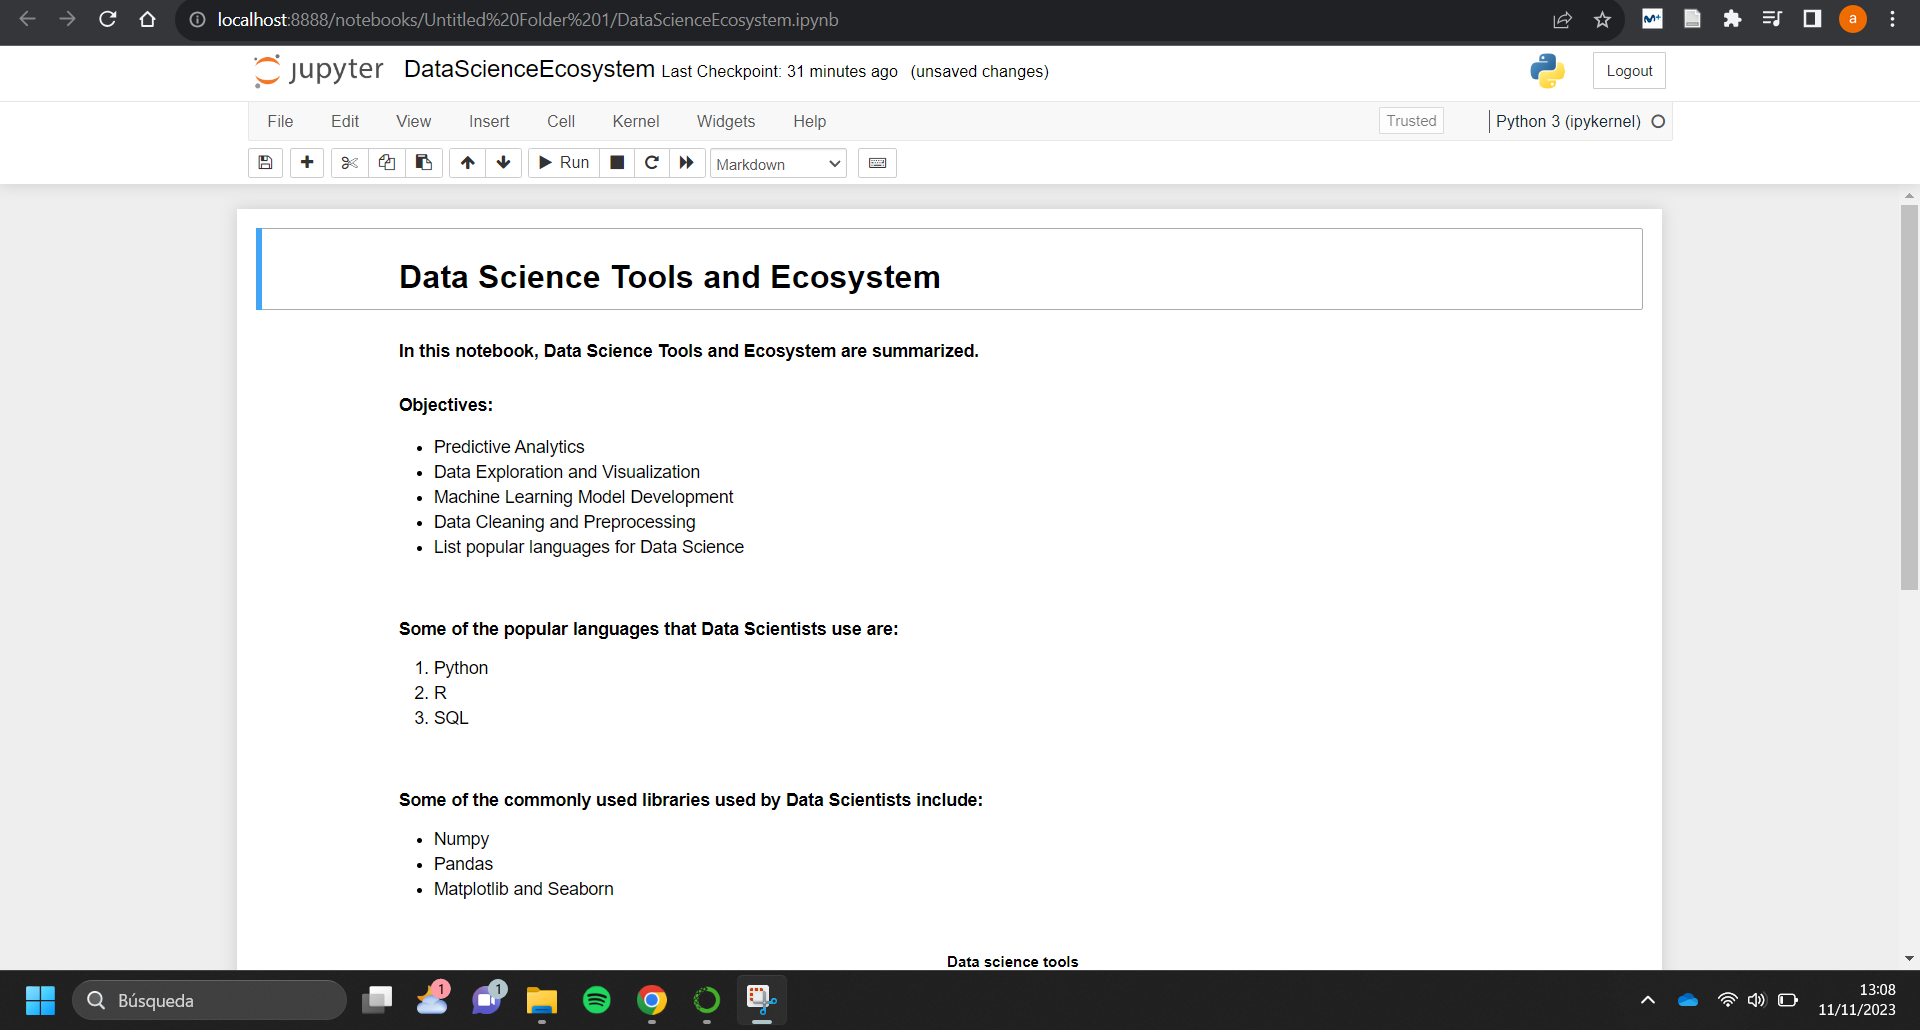 localhost:8888/notebooks/Untitled%20Folder%201/DataScienceEcosystem.ipynb
M+
a
jupyter DataScienceEcosystem Last Checkpoint: 31 minutes ago (unsaved changes)
Logout
File Edit View Insert Cell Kernel Widgets Help
Trusted
Python 3 (ipykernel)
Run
Markdown
Data Science Tools and Ecosystem
In this notebook, Data Science Tools and Ecosystem are summarized.
Objectives:
• Predictive Analytics
• Data Exploration and Visualization
• Machine Learning Model Development
• Data Cleaning and Preprocessing
• List popular languages for Data Science
Some of the popular languages that Data Scientists use are:
1. Python
2. R
3. SQL
Some of the commonly used libraries used by Data Scientists include:
• Numpy
• Pandas
• Matplotlib and Seaborn
Data science tools
Búsqueda
1
1
13:08
11/11/2023